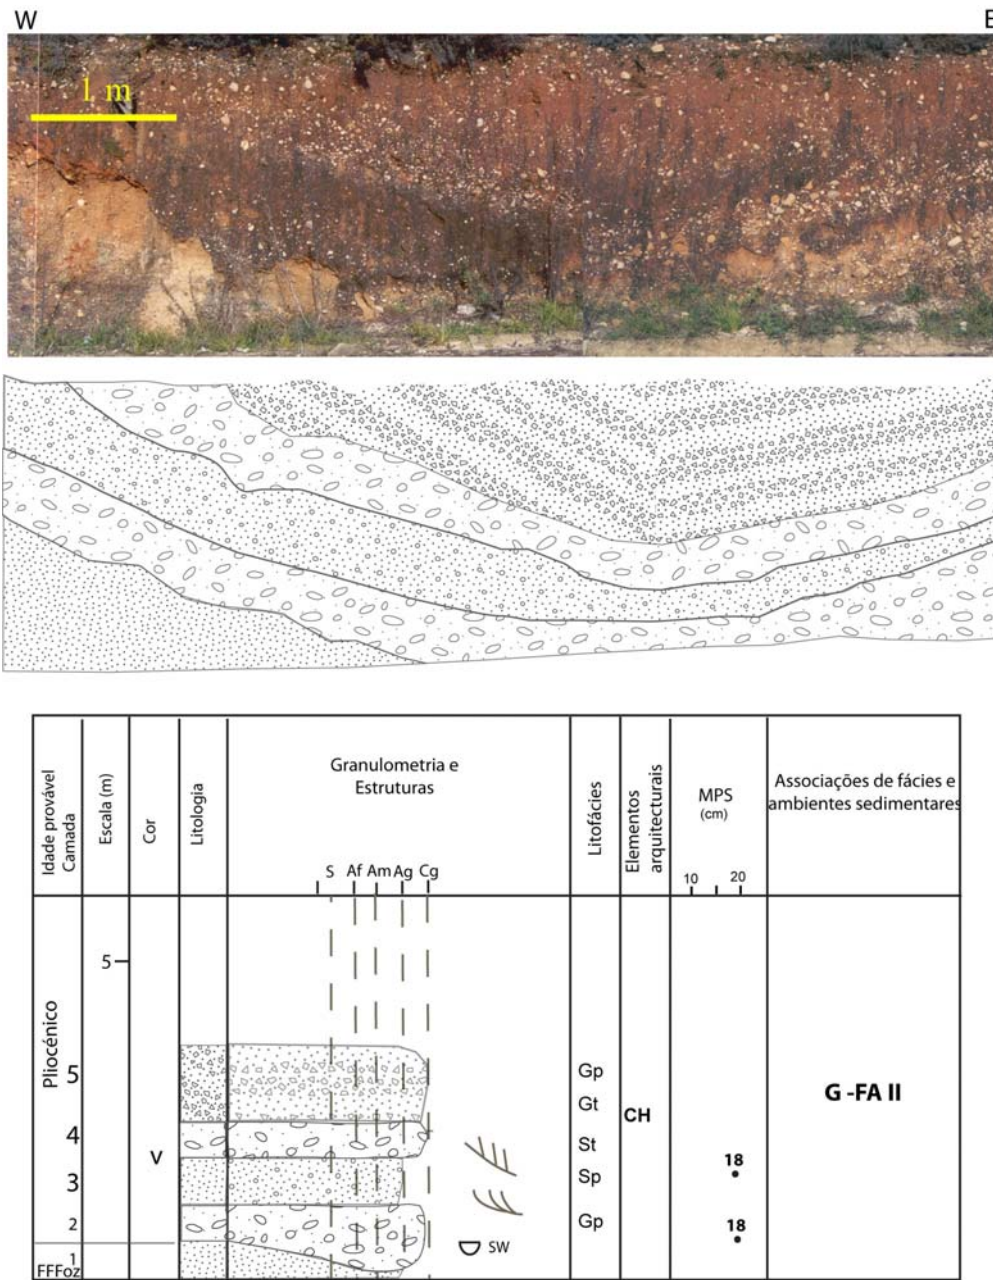 W
E
1 m
Idade provável
Camada
Escala (m)
Cor
Litologia
Granulometria e
Estruturas
S Af Am Ag Cg
Litofácies
Elementos
arquitecturais
MPS
(cm)
10 20
Associações de fácies e
ambientes sedimentares
Pliocénico
5
5
4
3
2
1
FFFoz
V
Gp
Gt
St
Sp
Gp
CH
18
18
SW
G -FA II